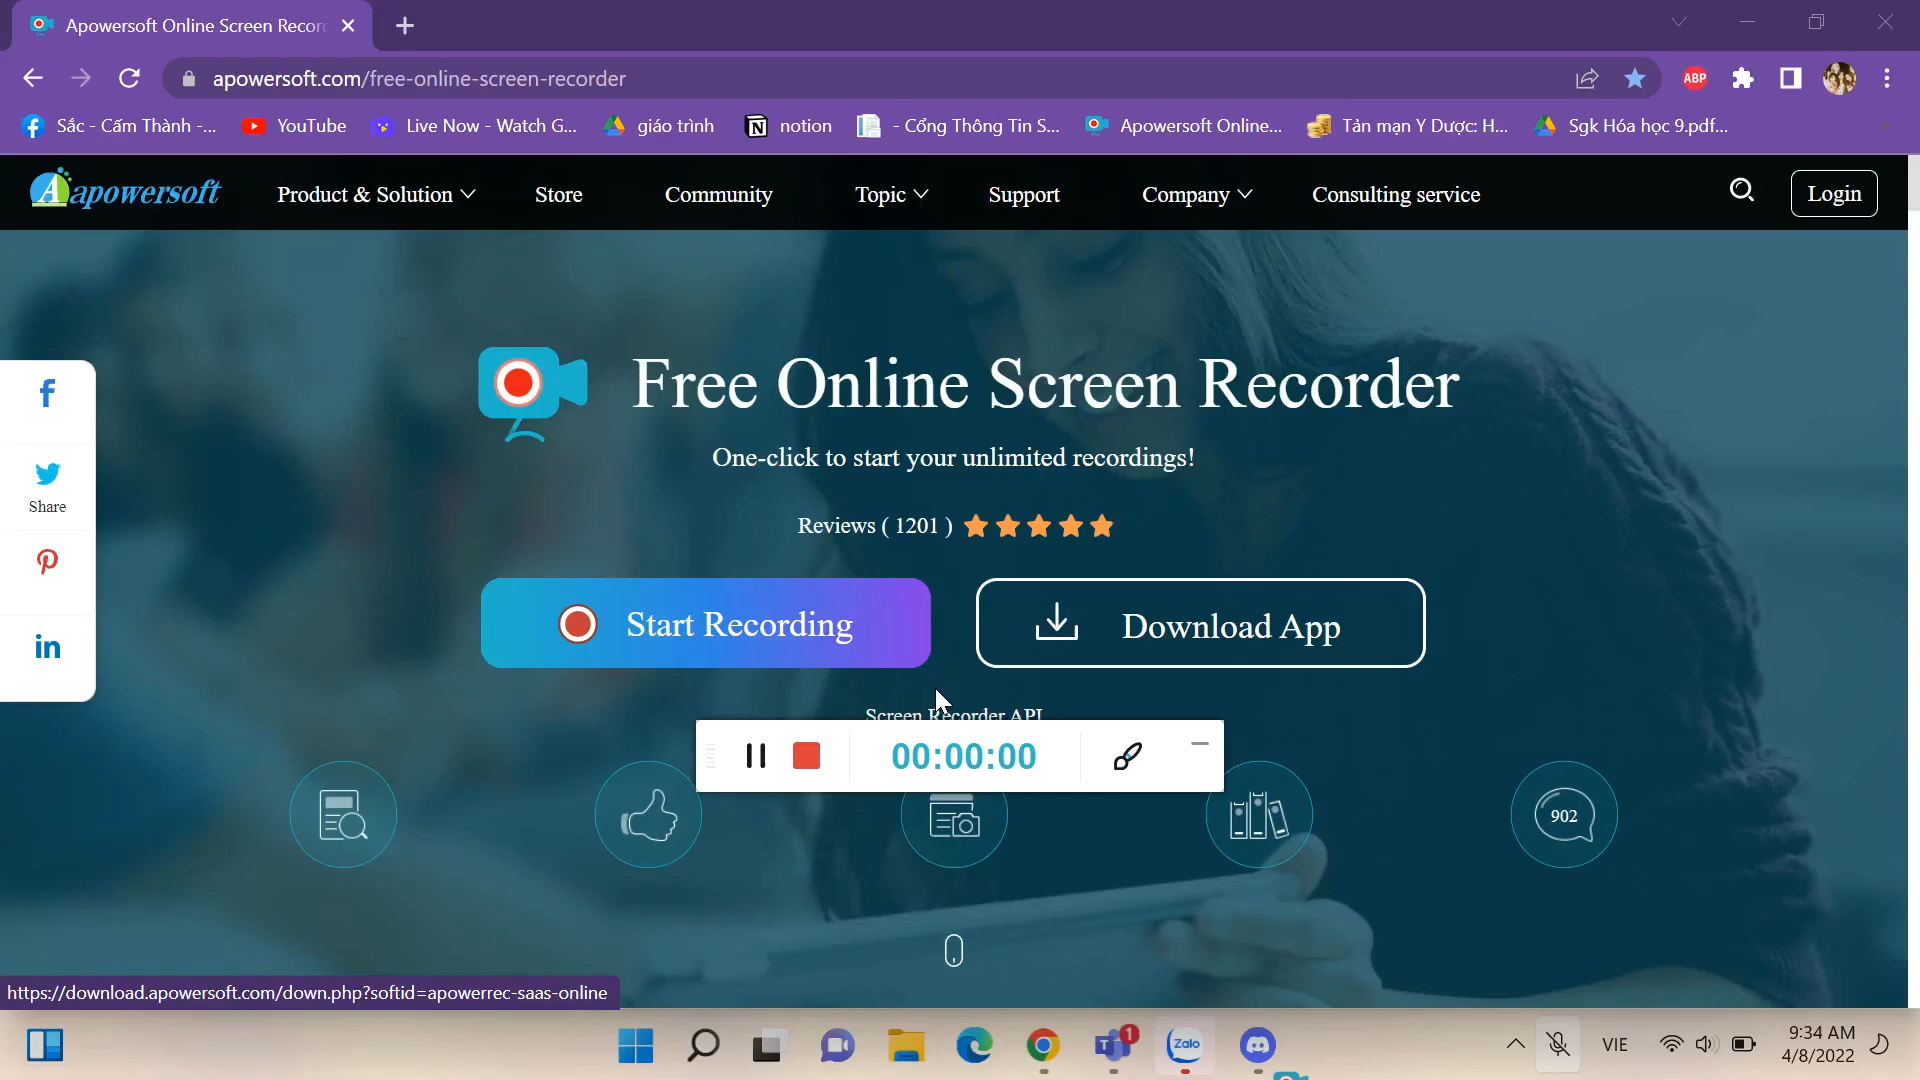 Apowersoft Online Screen Recor
apowersoft.com/free-online-screen-recorder
ABP
Sắc - Cấm Thành -...
YouTube
Live Now - Watch G...
giáo trình
notion
- Cổng Thông Tin S...
Apowersoft Online...
Tản mạn Y Dược: H...
Sgk Hóa học 9.pdf...
apowersoft
Product & Solution
Store
Community
Topic
Support
Company
Consulting service
Login
Free Online Screen Recorder
One-click to start your unlimited recordings!
Reviews ( 1201 )
Share
Start Recording
Download App
Screen Recorder API
00:00:00
902
https://download.apowersoft.com/down.php?softid=apowerrec-saas-online
1
Zalo
VIE
9:34 AM
4/8/2022